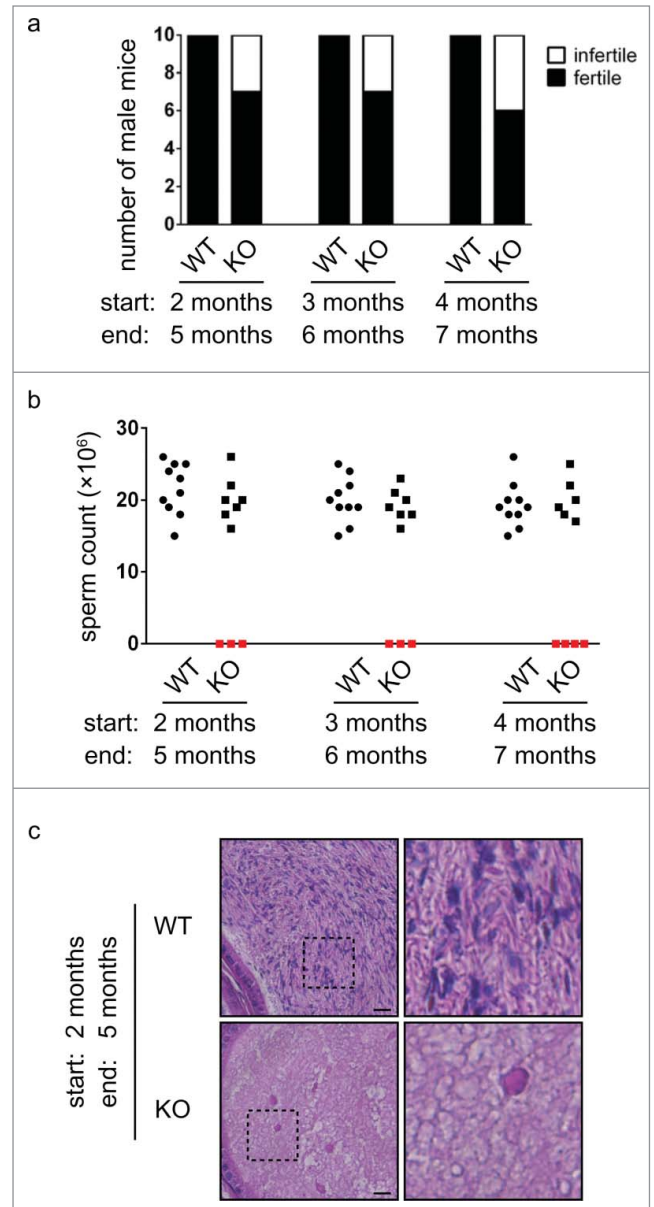 a
number of male mice
10
8
6
4
2
0
infertile
fertile
WT KO WT KO WT KO
start: 2 months 3 months 4 months
end: 5 months 6 months 7 months
b
sperm count (×10⁶)
30
20
10
0
WT KO WT KO WT KO
start: 2 months 3 months 4 months
end: 5 months 6 months 7 months
c
start: 2 months
end: 5 months
WT
KO